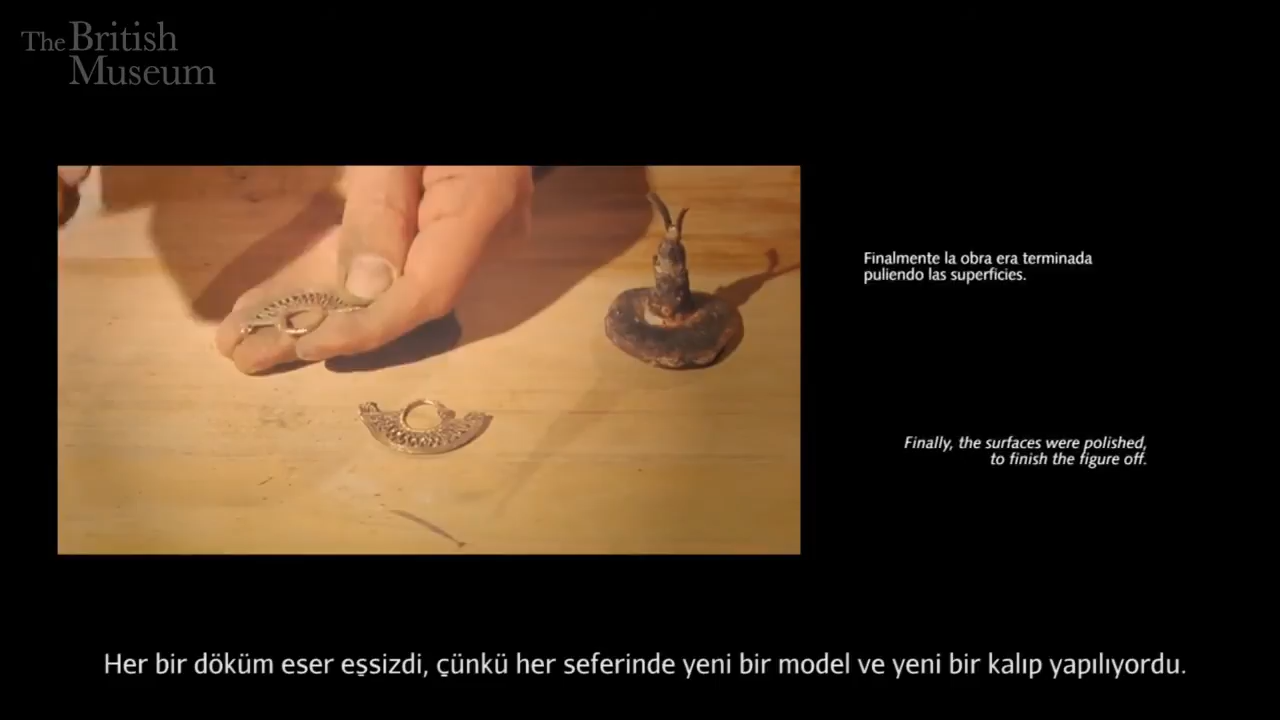 The British
Museum
Finalmente la obra era terminada
puliendo las superficies.
Finally, the surfaces were polished,
to finish the figure off.
Her bir döküm eser eşsizdi, çünkü her seferinde yeni bir model ve yeni bir kalıp yapılıyordu.